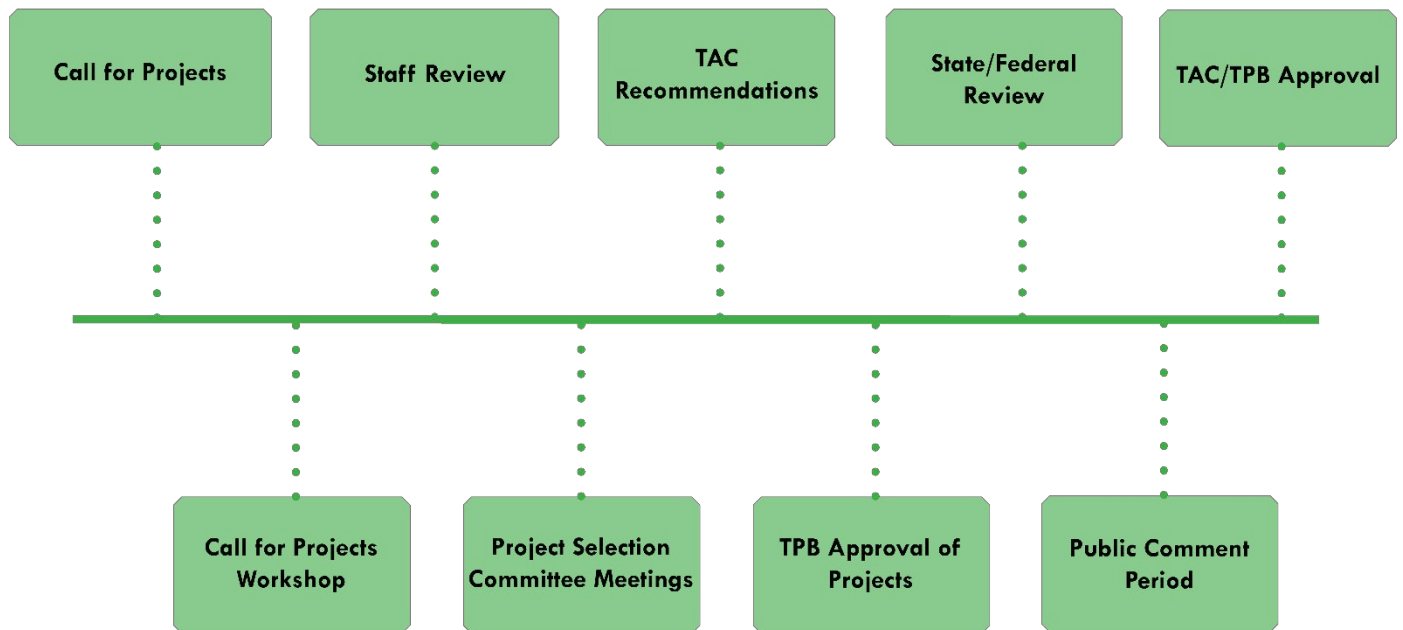 Call for Projects
Staff Review
TAC
Recommendations
State/Federal
Review
TAC/TPB Approval
Call for Projects
Workshop
Project Selection
Committee Meetings
TPB Approval of
Projects
Public Comment
Period